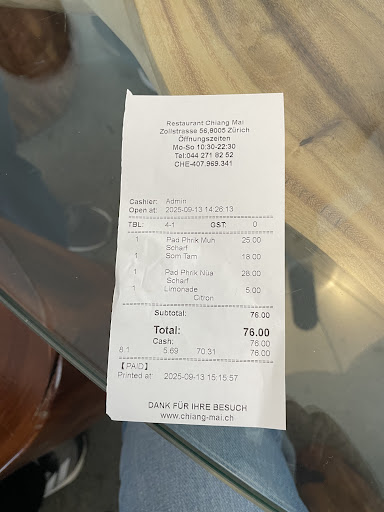 Restaurant Chiang Mai
Zollstrasse 56,8005 Zürich
Öffnungszeiten
Mo-So 10:30-22:30
Tel:044 271 62 52
CHE-407.969.341
Cashier: Admin
Open at: 2025-09-13 14:26:13
TBL: 4-1 GST: 0
1 Pad Phrik Muh 25.00
Scharf
1 Som Tam 18.00
1 Pad Phrik Nüa 28.00
Scharf
1 Limonade 5.00
Citron
Subtotal: 76.00
Total: 76.00
Cash: 76.00
8.1 5.69 70.31 76.00
【PAID】
Printed at: 2025-09-13 15:15:57
DANK FÜR IHRE BESUCH
www.chiang-mai.ch